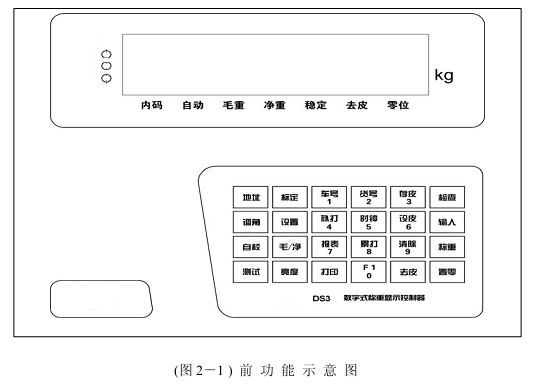 kg
内码 自动 毛重 净重 稳定 去皮 零位
地址 标定 车号 1 货号 2 存皮 3 检查
调角 设置 补打 4 时钟 5 设皮 6 输入
自校 毛/净 报表 7 累打 8 清除 9 称重
测试 亮度 打印 F1 0 去皮 置零
DS3 数字式称重显示控制器
(图2－1) 前功能示意图